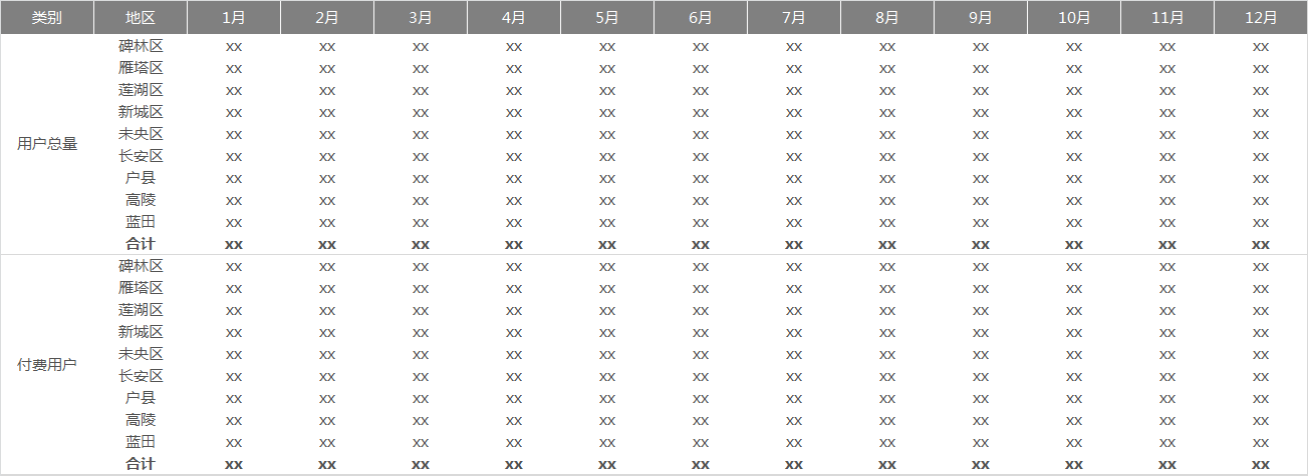 类别 地区 1月 2月 3月 4月 5月 6月 7月 8月 9月 10月 11月 12月
碑林区 xx xx xx xx xx xx xx xx xx xx xx xx
雁塔区 xx xx xx xx xx xx xx xx xx xx xx xx
莲湖区 xx xx xx xx xx xx xx xx xx xx xx xx
新城区 xx xx xx xx xx xx xx xx xx xx xx xx
未央区 xx xx xx xx xx xx xx xx xx xx xx xx
用户总量
长安区 xx xx xx xx xx xx xx xx xx xx xx xx
户县 xx xx xx xx xx xx xx xx xx xx xx xx
高陵 xx xx xx xx xx xx xx xx xx xx xx xx
蓝田 xx xx xx xx xx xx xx xx xx xx xx xx
合计 xx xx xx xx xx xx xx xx xx xx xx xx
碑林区 xx xx xx xx xx xx xx xx xx xx xx xx
雁塔区 xx xx xx xx xx xx xx xx xx xx xx xx
莲湖区 xx xx xx xx xx xx xx xx xx xx xx xx
新城区 xx xx xx xx xx xx xx xx xx xx xx xx
未央区 xx xx xx xx xx xx xx xx xx xx xx xx
付费用户
长安区 xx xx xx xx xx xx xx xx xx xx xx xx
户县 xx xx xx xx xx xx xx xx xx xx xx xx
高陵 xx xx xx xx xx xx xx xx xx xx xx xx
蓝田 xx xx xx xx xx xx xx xx xx xx xx xx
合计 xx xx xx xx xx xx xx xx xx xx xx xx